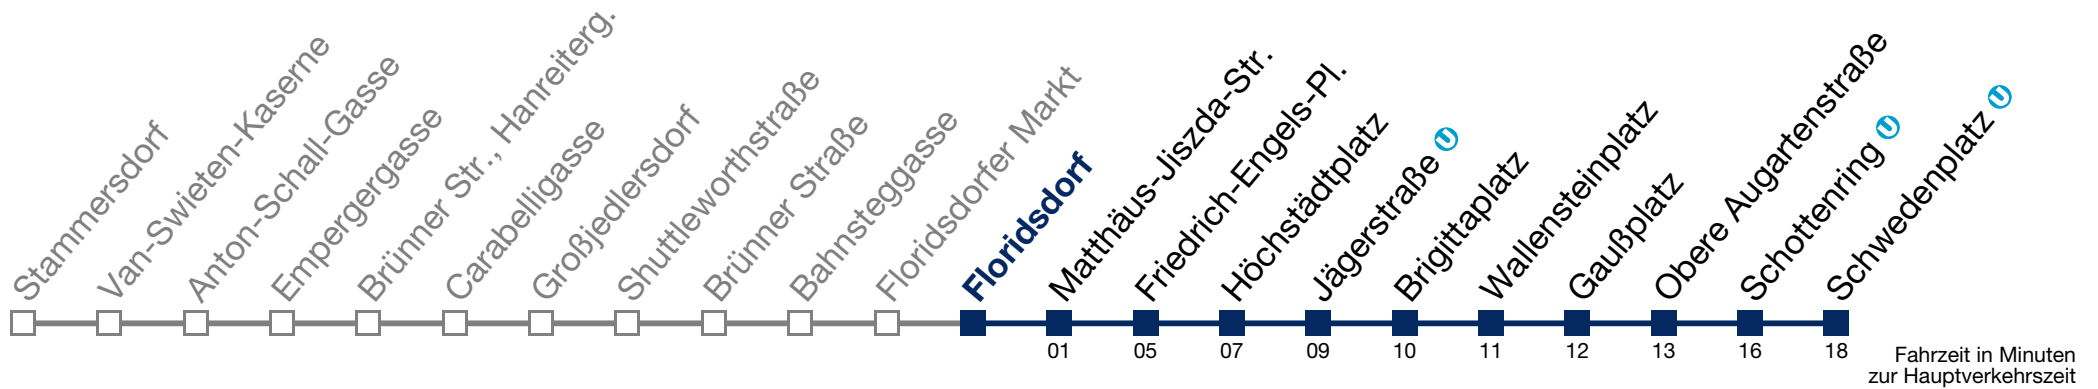 Stammersdorf
Van-Swieten-Kaserne
Anton-Schall-Gasse
Empergergasse
Brünner Str., Hanreiterg.
Carabelligasse
Großjedlersdorf
Shuttleworthstraße
Brünner Straße
Bahnsteggasse
Floridsdorfer Markt
Floridsdorf
Matthäus-Jiszda-Str.
Friedrich-Engels-Pl.
Höchstädtplatz
Jägerstraße U
Brigittaplatz
Wallensteinplatz
Gaußplatz
Obere Augartenstraße
Schottenring U
Schwedenplatz U
01 05 07 09 10 11 12 13 16 18
Fahrzeit in Minuten
zur Hauptverkehrszeit